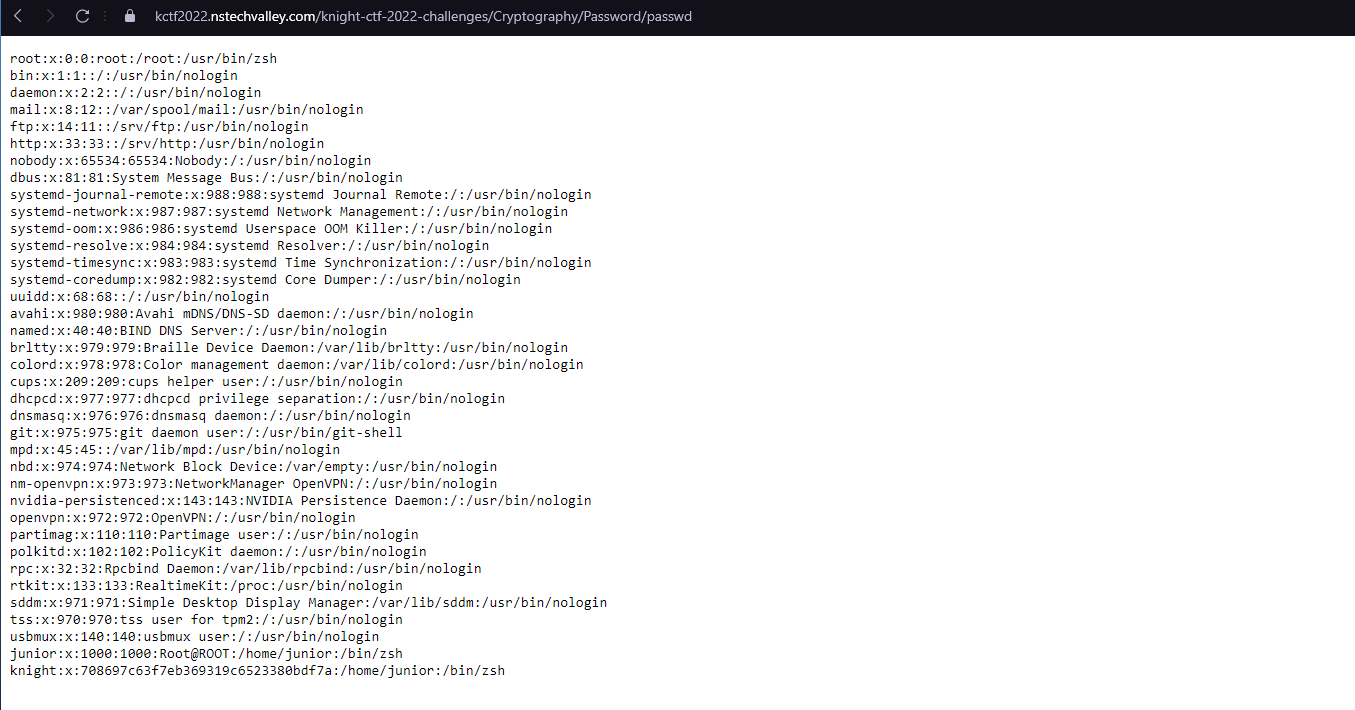 kctf2022.nstechvalley.com/knight-ctf-2022-challenges/Cryptography/Password/passwd
root:x:0:0:root:/root:/usr/bin/zsh
bin:x:1:1::/:/usr/bin/nologin
daemon:x:2:2::/:/usr/bin/nologin
mail:x:8:12::/var/spool/mail:/usr/bin/nologin
ftp:x:14:11::/srv/ftp:/usr/bin/nologin
http:x:33:33::/srv/http:/usr/bin/nologin
nobody:x:65534:65534:Nobody:/:/usr/bin/nologin
dbus:x:81:81:System Message Bus:/:/usr/bin/nologin
systemd-journal-remote:x:988:988:systemd Journal Remote:/:/usr/bin/nologin
systemd-network:x:987:987:systemd Network Management:/:/usr/bin/nologin
systemd-oom:x:986:986:systemd Userspace OOM Killer:/:/usr/bin/nologin
systemd-resolve:x:984:984:systemd Resolver:/:/usr/bin/nologin
systemd-timesync:x:983:983:systemd Time Synchronization:/:/usr/bin/nologin
systemd-coredump:x:982:982:systemd Core Dumper:/:/usr/bin/nologin
uuidd:x:68:68::/:/usr/bin/nologin
avahi:x:980:980:Avahi mDNS/DNS-SD daemon:/:/usr/bin/nologin
named:x:40:40:BIND DNS Server:/:/usr/bin/nologin
brltty:x:979:979:Braille Device Daemon:/var/lib/brltty:/usr/bin/nologin
colord:x:978:978:Color management daemon:/var/lib/colord:/usr/bin/nologin
cups:x:209:209:cups helper user:/:/usr/bin/nologin
dhcpcd:x:977:977:dhcpcd privilege separation:/:/usr/bin/nologin
dnsmasq:x:976:976:dnsmasq daemon:/:/usr/bin/nologin
git:x:975:975:git daemon user:/:/usr/bin/git-shell
mpd:x:45:45::/var/lib/mpd:/usr/bin/nologin
nbd:x:974:974:Network Block Device:/var/empty:/usr/bin/nologin
nm-openvpn:x:973:973:NetworkManager OpenVPN:/:/usr/bin/nologin
nvidia-persistenced:x:143:143:NVIDIA Persistence Daemon:/:/usr/bin/nologin
openvpn:x:972:972:OpenVPN:/:/usr/bin/nologin
partimag:x:110:110:Partimage user:/:/usr/bin/nologin
polkitd:x:102:102:PolicyKit daemon:/:/usr/bin/nologin
rpc:x:32:32:Rpcbind Daemon:/var/lib/rpcbind:/usr/bin/nologin
rtkit:x:133:133:RealtimeKit:/proc:/usr/bin/nologin
sddm:x:971:971:Simple Desktop Display Manager:/var/lib/sddm:/usr/bin/nologin
tss:x:970:970:tss user for tpm2:/:/usr/bin/nologin
usbmux:x:140:140:usbmux user:/:/usr/bin/nologin
junior:x:1000:1000:Root@ROOT:/home/junior:/bin/zsh
knight:x:708697c63f7eb369319c6523380bdf7a:/home/junior:/bin/zsh